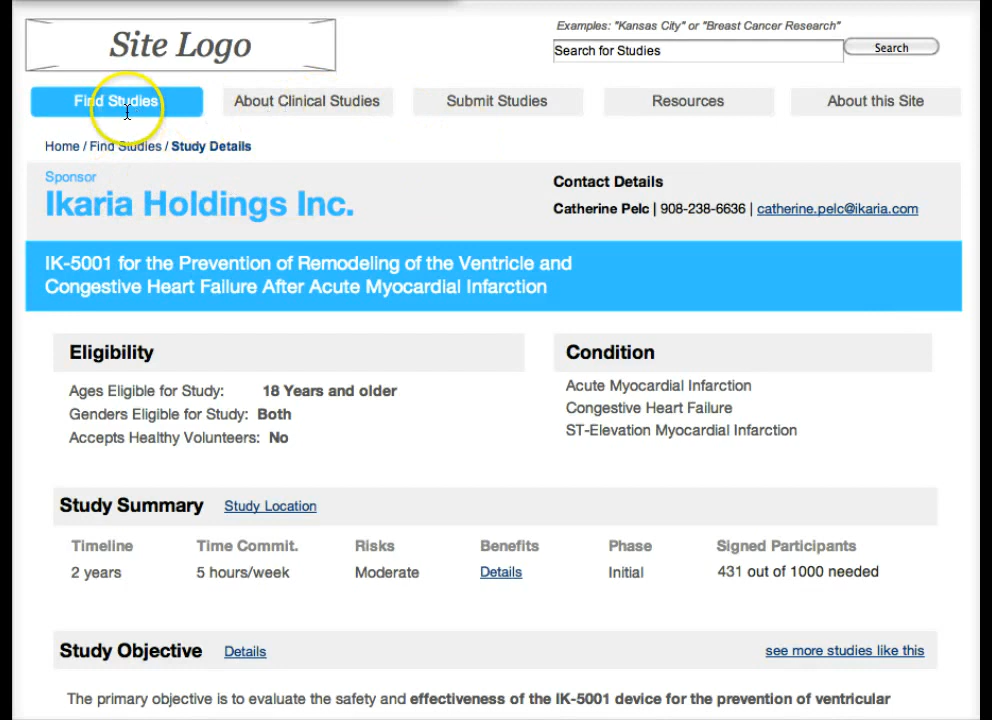 Site Logo
Examples: "Kansas City" or "Breast Cancer Research"
Search for Studies
Search
Find Studies
About Clinical Studies
Submit Studies
Resources
About this Site
Home / Find Studies / Study Details
Sponsor
Ikaria Holdings Inc.
Contact Details
Catherine Pelc | 908-238-6636 | catherine.pelc@ikaria.com
IK-5001 for the Prevention of Remodeling of the Ventricle and
Congestive Heart Failure After Acute Myocardial Infarction
Eligibility
Ages Eligible for Study: 18 Years and older
Genders Eligible for Study: Both
Accepts Healthy Volunteers: No
Condition
Acute Myocardial Infarction
Congestive Heart Failure
ST-Elevation Myocardial Infarction
Study Summary Study Location
Timeline Time Commit. Risks Benefits Phase Signed Participants
2 years 5 hours/week Moderate Details Initial 431 out of 1000 needed
Study Objective Details see more studies like this
The primary objective is to evaluate the safety and effectiveness of the IK-5001 device for the prevention of ventricular